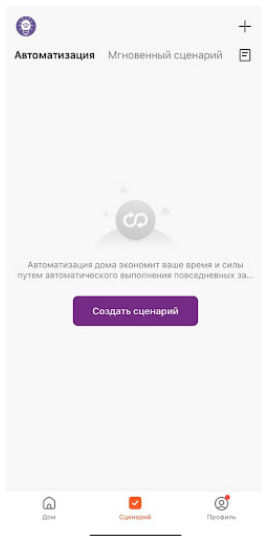 Автоматизация Мгновенный сценарий
Автоматизация дома экономит ваше время и силы
путем автоматического выполнения повседневных за...
Создать сценарий
Дом Сценарий Профиль